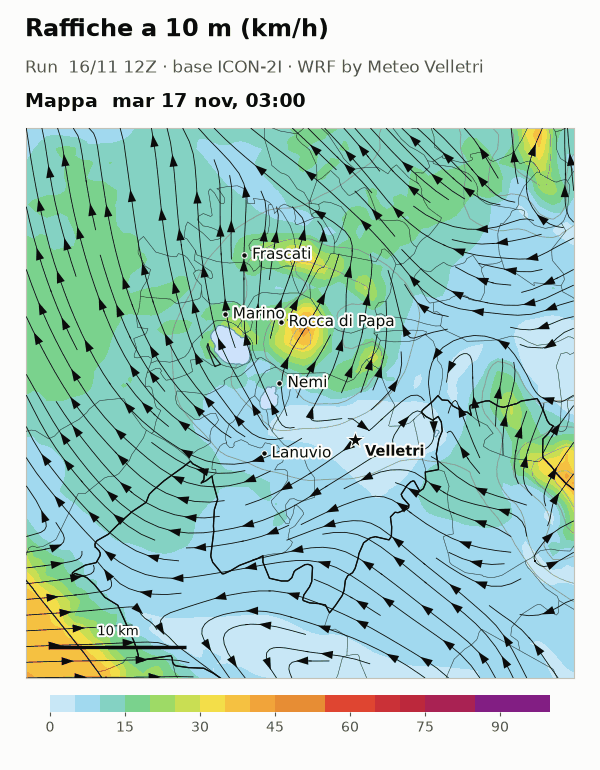 Raffiche a 10 m (km/h)
Run  16/11 12Z · base ICON-2I · WRF by Meteo Velletri
Mappa  mar 17 nov, 03:00
Frascati
Marino
Rocca di Papa
Nemi
Lanuvio
Velletri
10 km
0 15 30 45 60 75 90